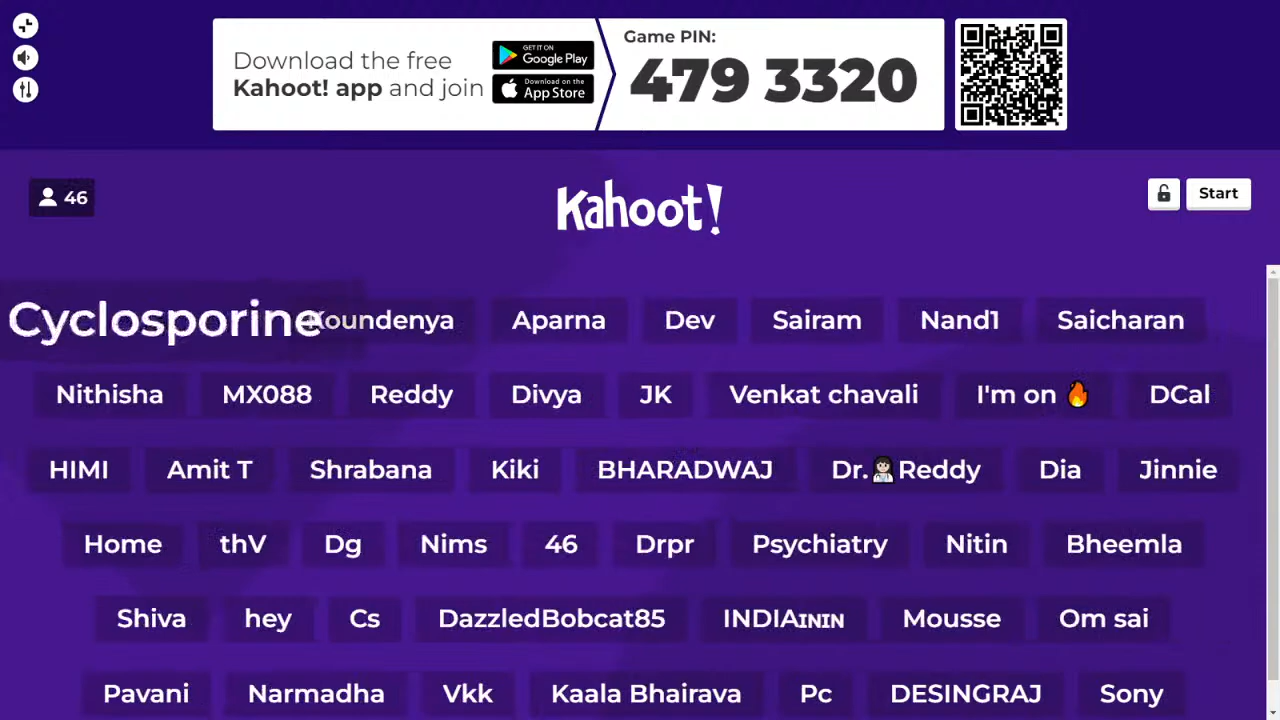 Download the free
Kahoot! app and join
GET IT ON
Google Play
Download on the
App Store
Game PIN:
479 3320
46
Kahoot!
Start
Cyclosporine Koundenya Aparna Dev Sairam Nand1 Saicharan
Nithisha MX088 Reddy Divya JK Venkat chavali I'm on 🔥 DCal
HIMI Amit T Shrabana Kiki BHARADWAJ Dr.👩🏻‍⚕️Reddy Dia Jinnie
Home thV Dg Nims 46 Drpr Psychiatry Nitin Bheemla
Shiva hey Cs DazzledBobcat85 INDIAɪɴɪɴ Mousse Om sai
Pavani Narmadha Vkk Kaala Bhairava Pc DESINGRAJ Sony